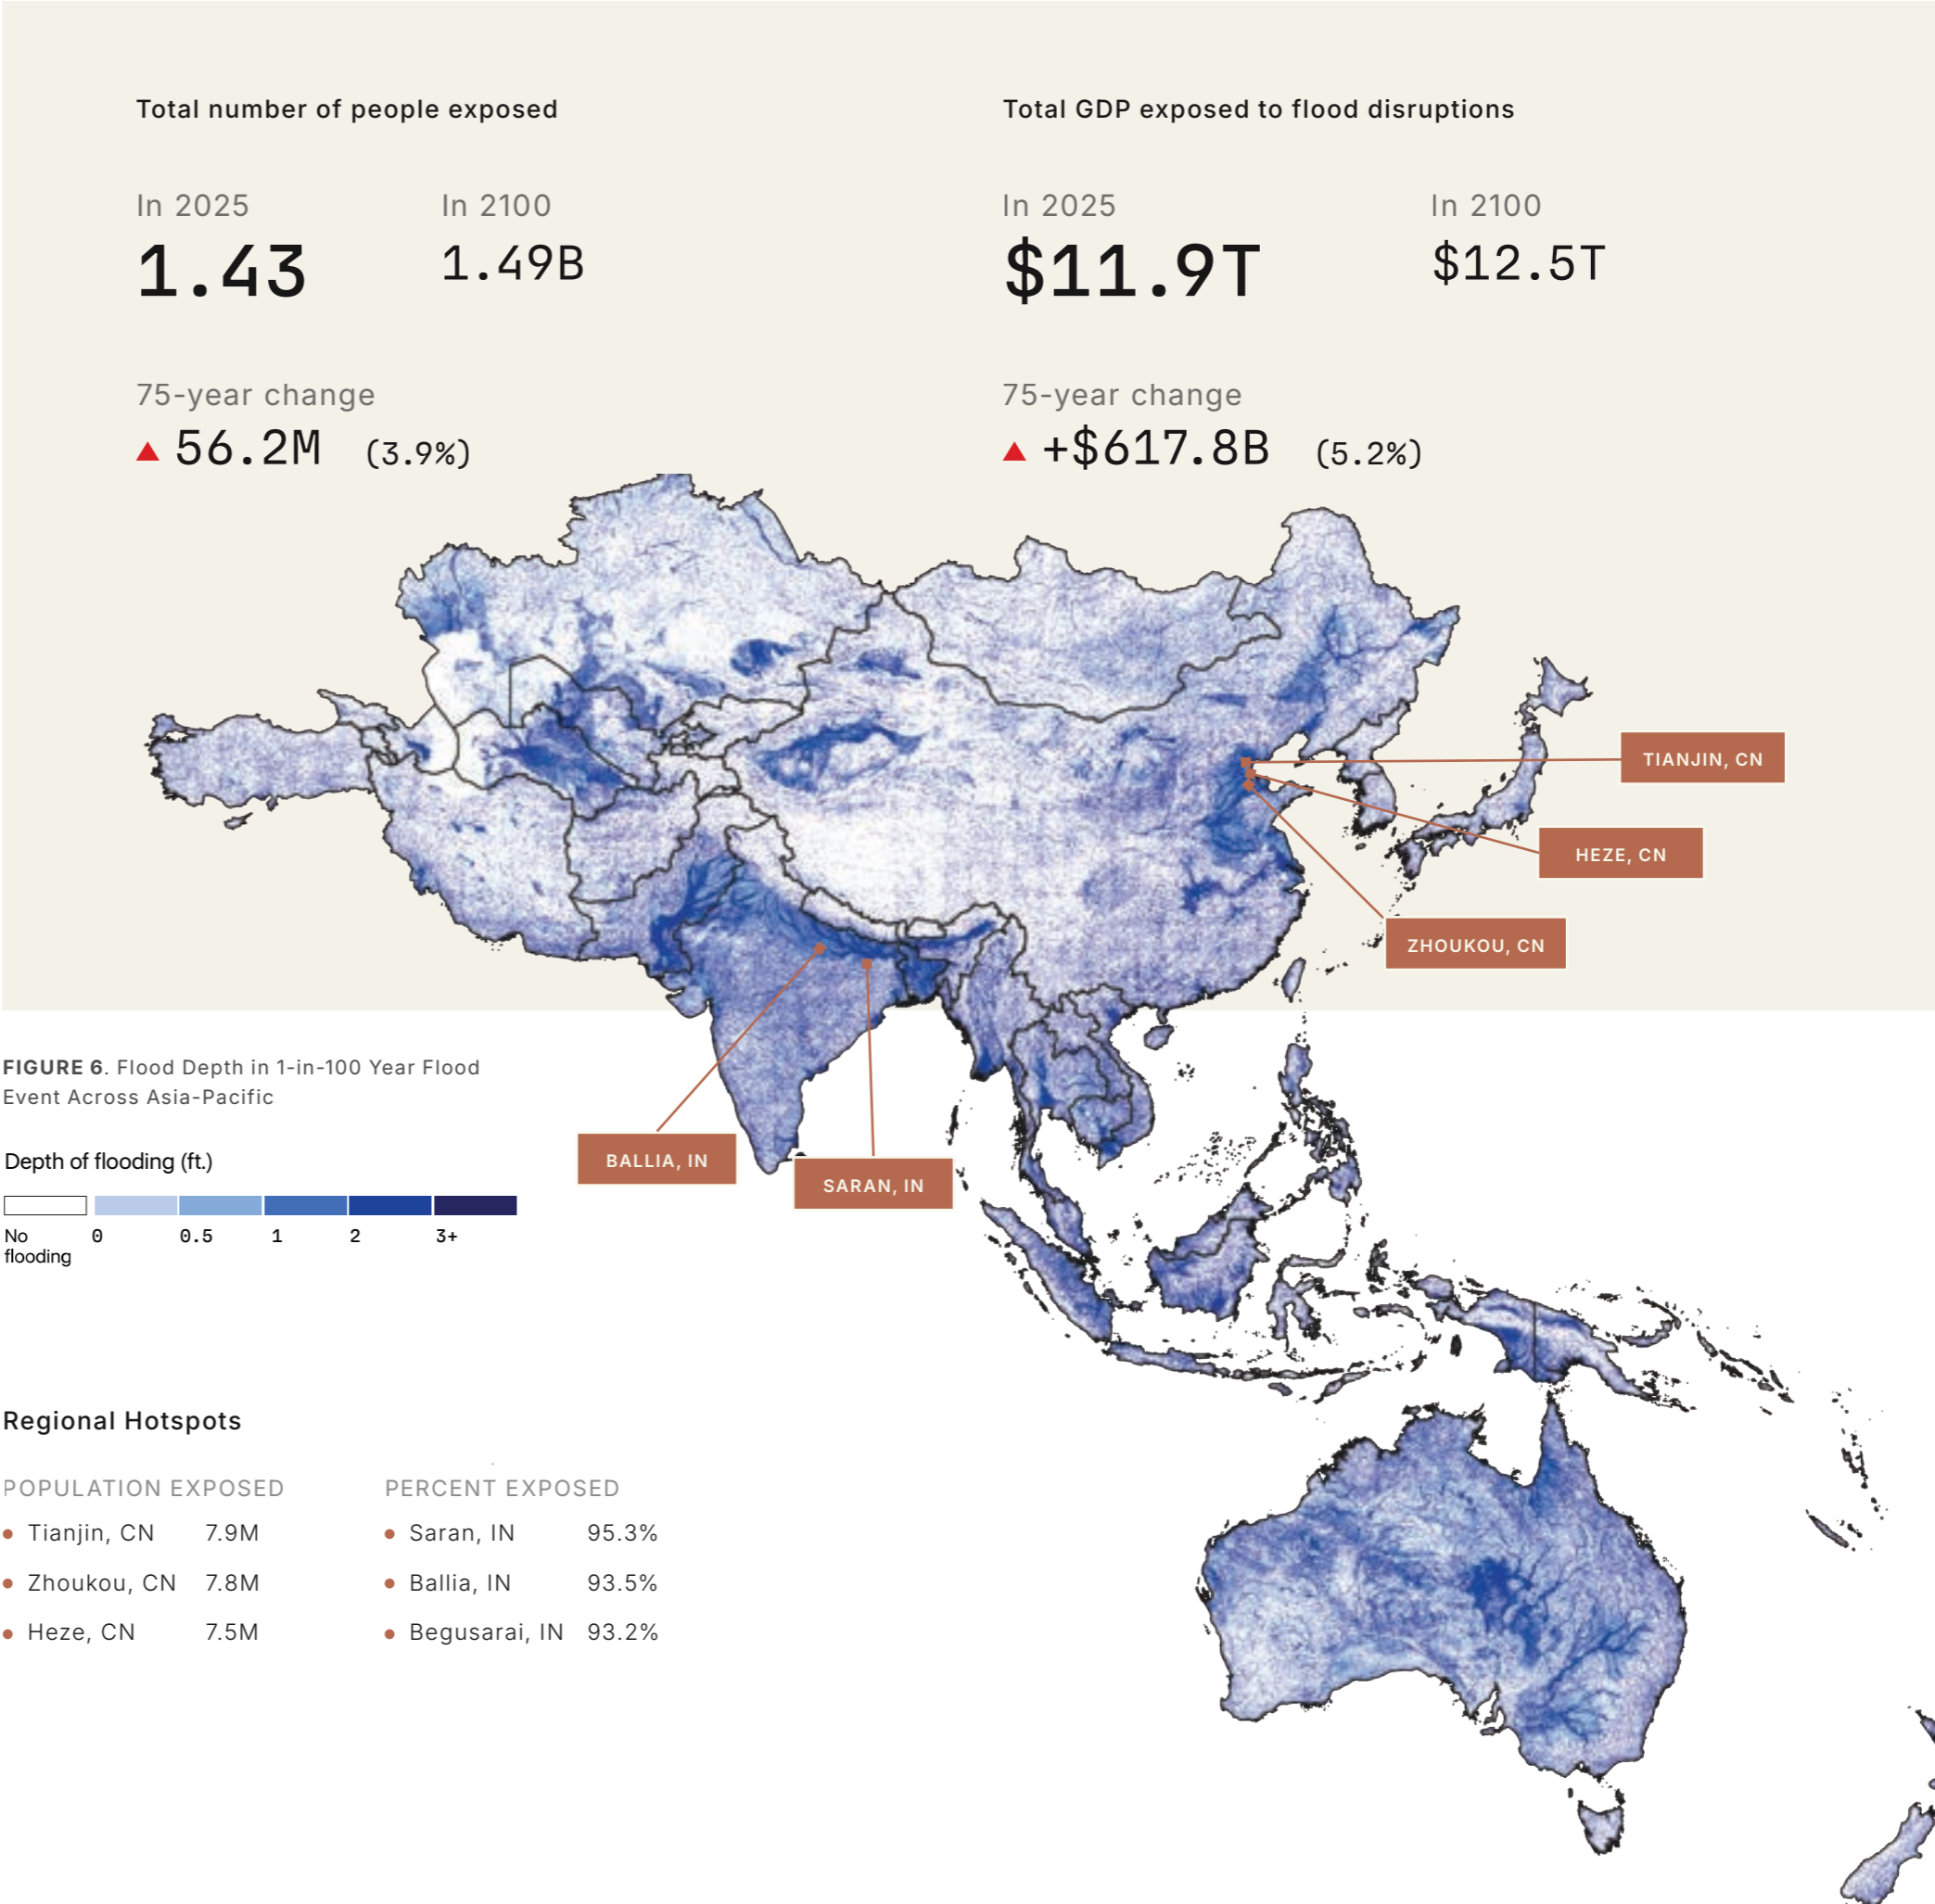 Total number of people exposed
In 2025
1.43
In 2100
1.49B
75-year change
56.2M (3.9%)
Total GDP exposed to flood disruptions
In 2025
$11.9T
In 2100
$12.5T
75-year change
+$617.8B (5.2%)
TIANJIN, CN
HEZE, CN
ZHOUKOU, CN
BALLIA, IN
SARAN, IN
FIGURE 6. Flood Depth in 1-in-100 Year Flood
Event Across Asia-Pacific
Depth of flooding (ft.)
No
flooding
0 0.5 1 2 3+
Regional Hotspots
POPULATION EXPOSED
Tianjin, CN 7.9M
Zhoukou, CN 7.8M
Heze, CN 7.5M
PERCENT EXPOSED
Saran, IN 95.3%
Ballia, IN 93.5%
Begusarai, IN 93.2%